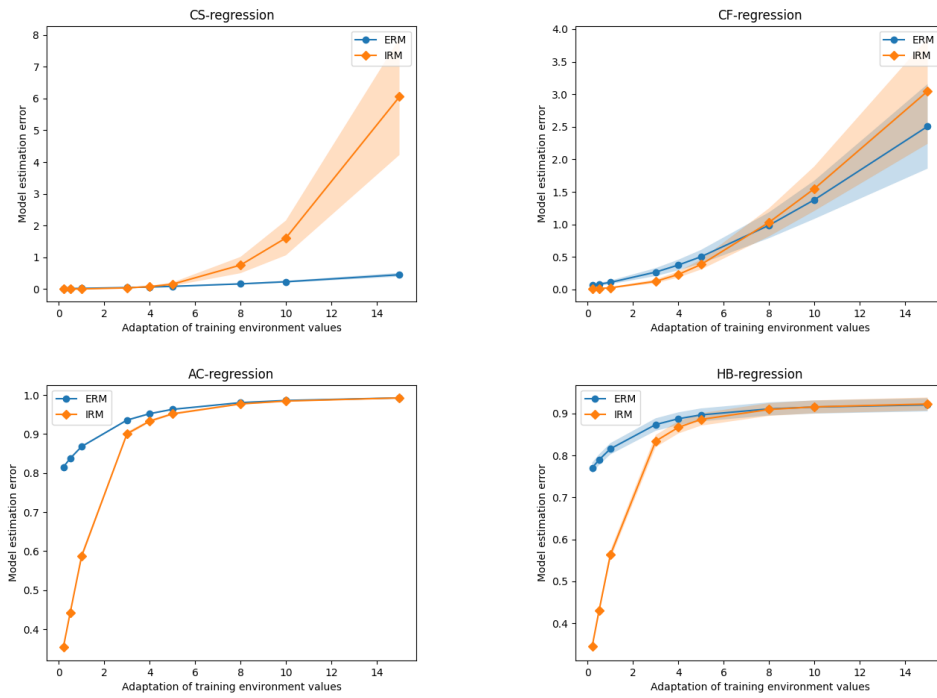 CS-regression
8
7
6
5
4
3
2
1
0
Model estimation error
ERM
IRM
0 2 4 6 8 10 12 14
Adaptation of training environment values
CF-regression
4.0
3.5
3.0
2.5
2.0
1.5
1.0
0.5
0.0
Model estimation error
ERM
IRM
0 2 4 6 8 10 12 14
Adaptation of training environment values
AC-regression
1.0
0.9
0.8
0.7
0.6
0.5
0.4
Model estimation error
ERM
IRM
0 2 4 6 8 10 12 14
Adaptation of training environment values
HB-regression
0.9
0.8
0.7
0.6
0.5
0.4
Model estimation error
ERM
IRM
0 2 4 6 8 10 12 14
Adaptation of training environment values